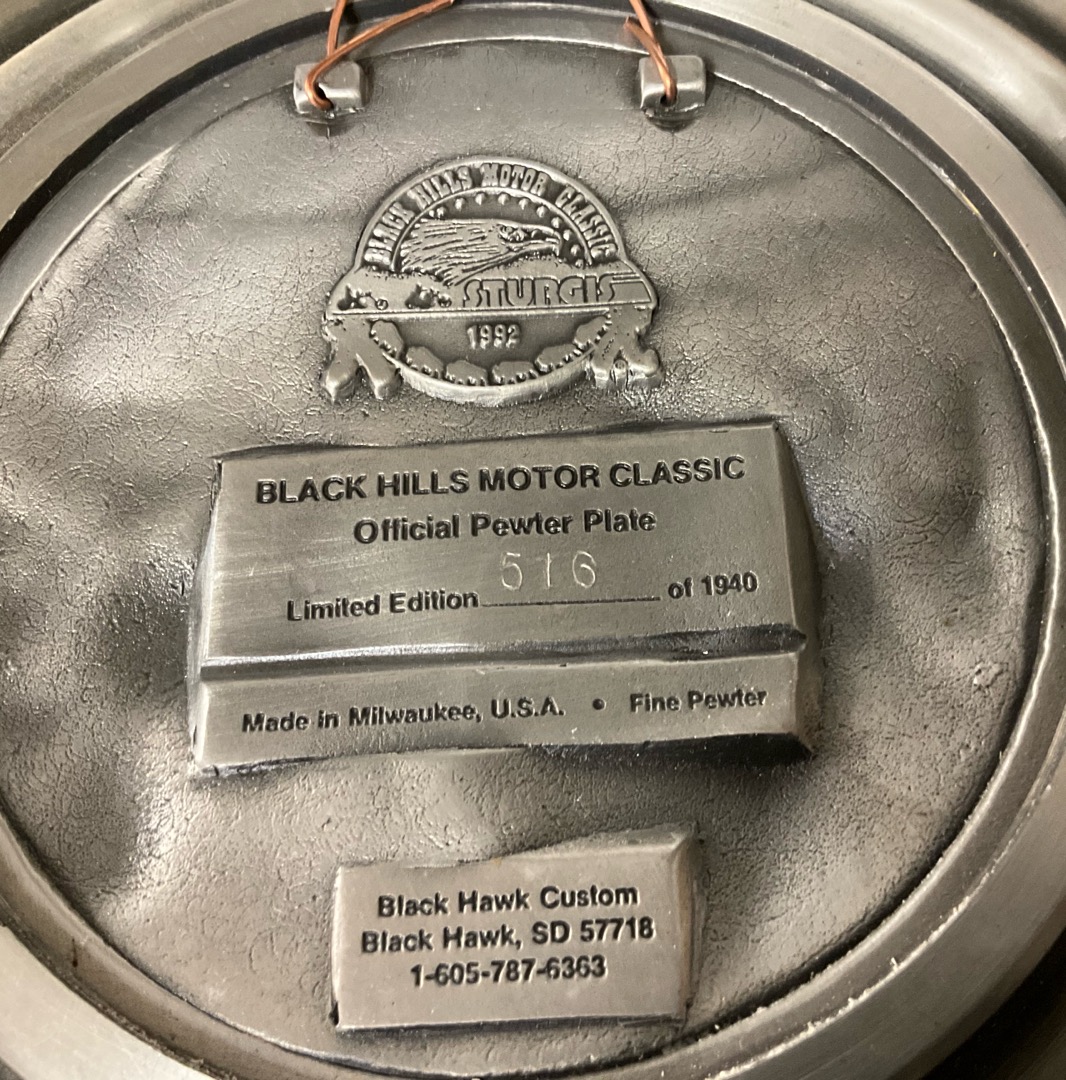 BLACK HILLS MOTOR CLASSIC
STURGIS
1992
BLACK HILLS MOTOR CLASSIC
Official Pewter Plate
Limited Edition 516 of 1940
Made in Milwaukee, U.S.A. • Fine Pewter
Black Hawk Custom
Black Hawk, SD 57718
1-605-787-6363